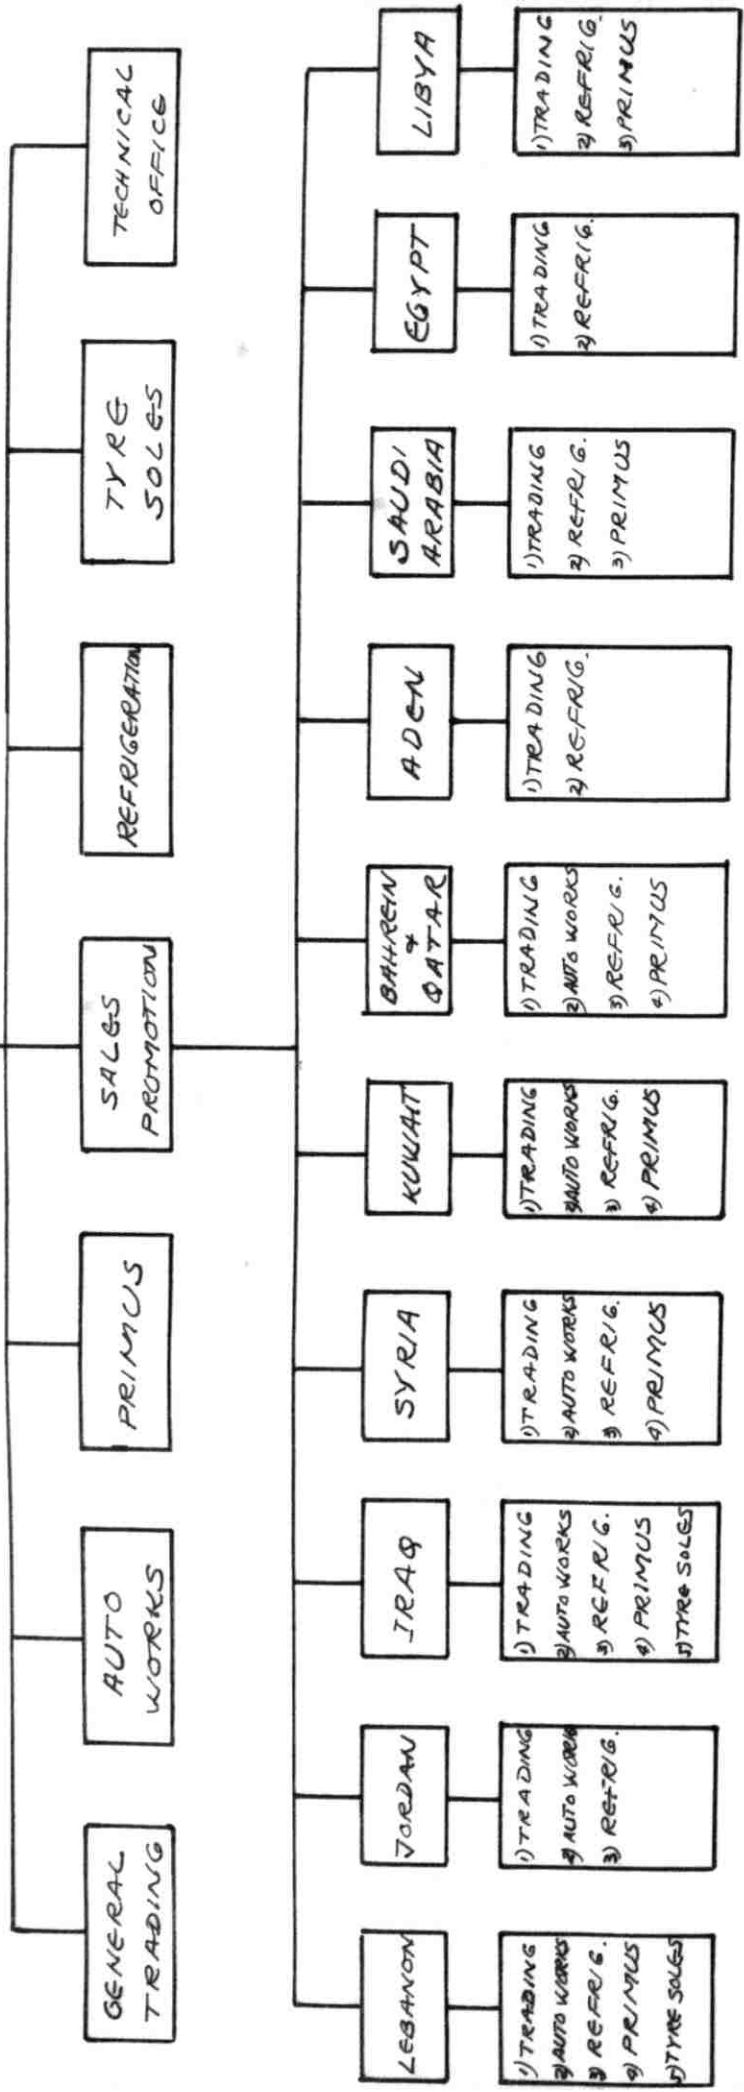 GENERAL
TRADING
AUTO
WORKS
PRIMUS
SALES
PROMOTION
REFRIGERATION
TYRE
SOLES
TECHNICAL
OFFICE
LEBANON
JORDAN
IRAQ
SYRIA
KUWAIT
BAHREIN
&
QATAR
ADEN
SAUDI
ARABIA
EGYPT
LIBYA
1) TRADING
2) AUTO WORKS
3) REFRIG.
4) PRIMUS
5) TYRE SOLES
1) TRADING
2) AUTO WORK
3) REFRIG.
1) TRADING
2) AUTO WORKS
3) REFRIG.
4) PRIMUS
5) TYRE SOLES
1) TRADING
2) AUTO WORKS
3) REFRIG.
4) PRIMUS
1) TRADING
2) AUTO WORKS
3) REFRIG.
4) PRIMUS
1) TRADING
2) AUTO WORKS
3) REFRIG.
4) PRIMUS
1) TRADING
2) REFRIG.
1) TRADING
2) REFRIG.
3) PRIMUS
1) TRADING
2) REFRIG.
1) TRADING
2) REFRIG.
3) PRIMUS